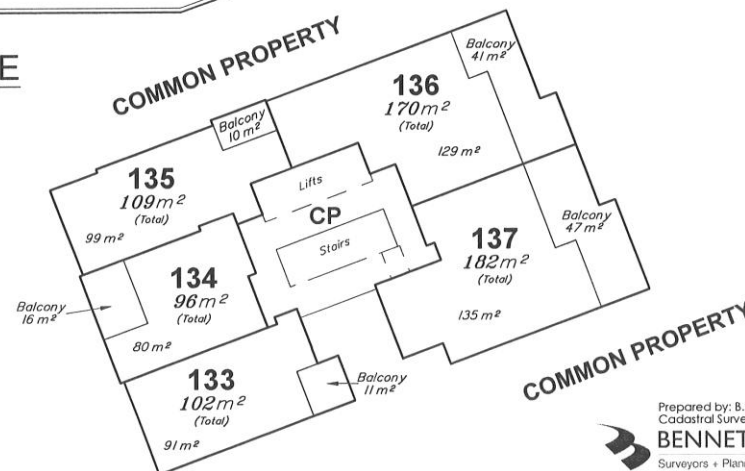 E
COMMON PROPERTY
Balcony
41 m²
136
170m²
(Total)
129 m²
Balcony
10 m²
135
109m²
(Total)
99 m²
Lifts
CP
Stairs
Balcony
47 m²
137
182m²
(Total)
135 m²
134
96m²
(Total)
80 m²
Balcony
16 m²
133
102m²
(Total)
91 m²
Balcony
11 m²
COMMON PROPERTY
Prepared by: B.
Cadastral Surve
BENNET
Surveyors + Plan